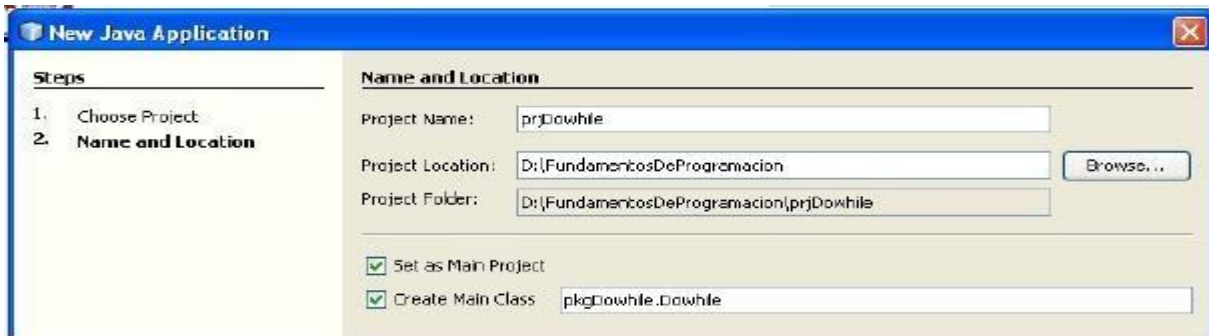 New Java Application
Steps
1. Choose Project
2. Name and Location
Name and Location
Project Name: prjDowhile
Project Location: D:\FundamentosDeProgramacion Browse...
Project Folder: D:\FundamentosDeProgramacion\prjDowhile
Set as Main Project
Create Main Class pkgDowhile.Dowhile